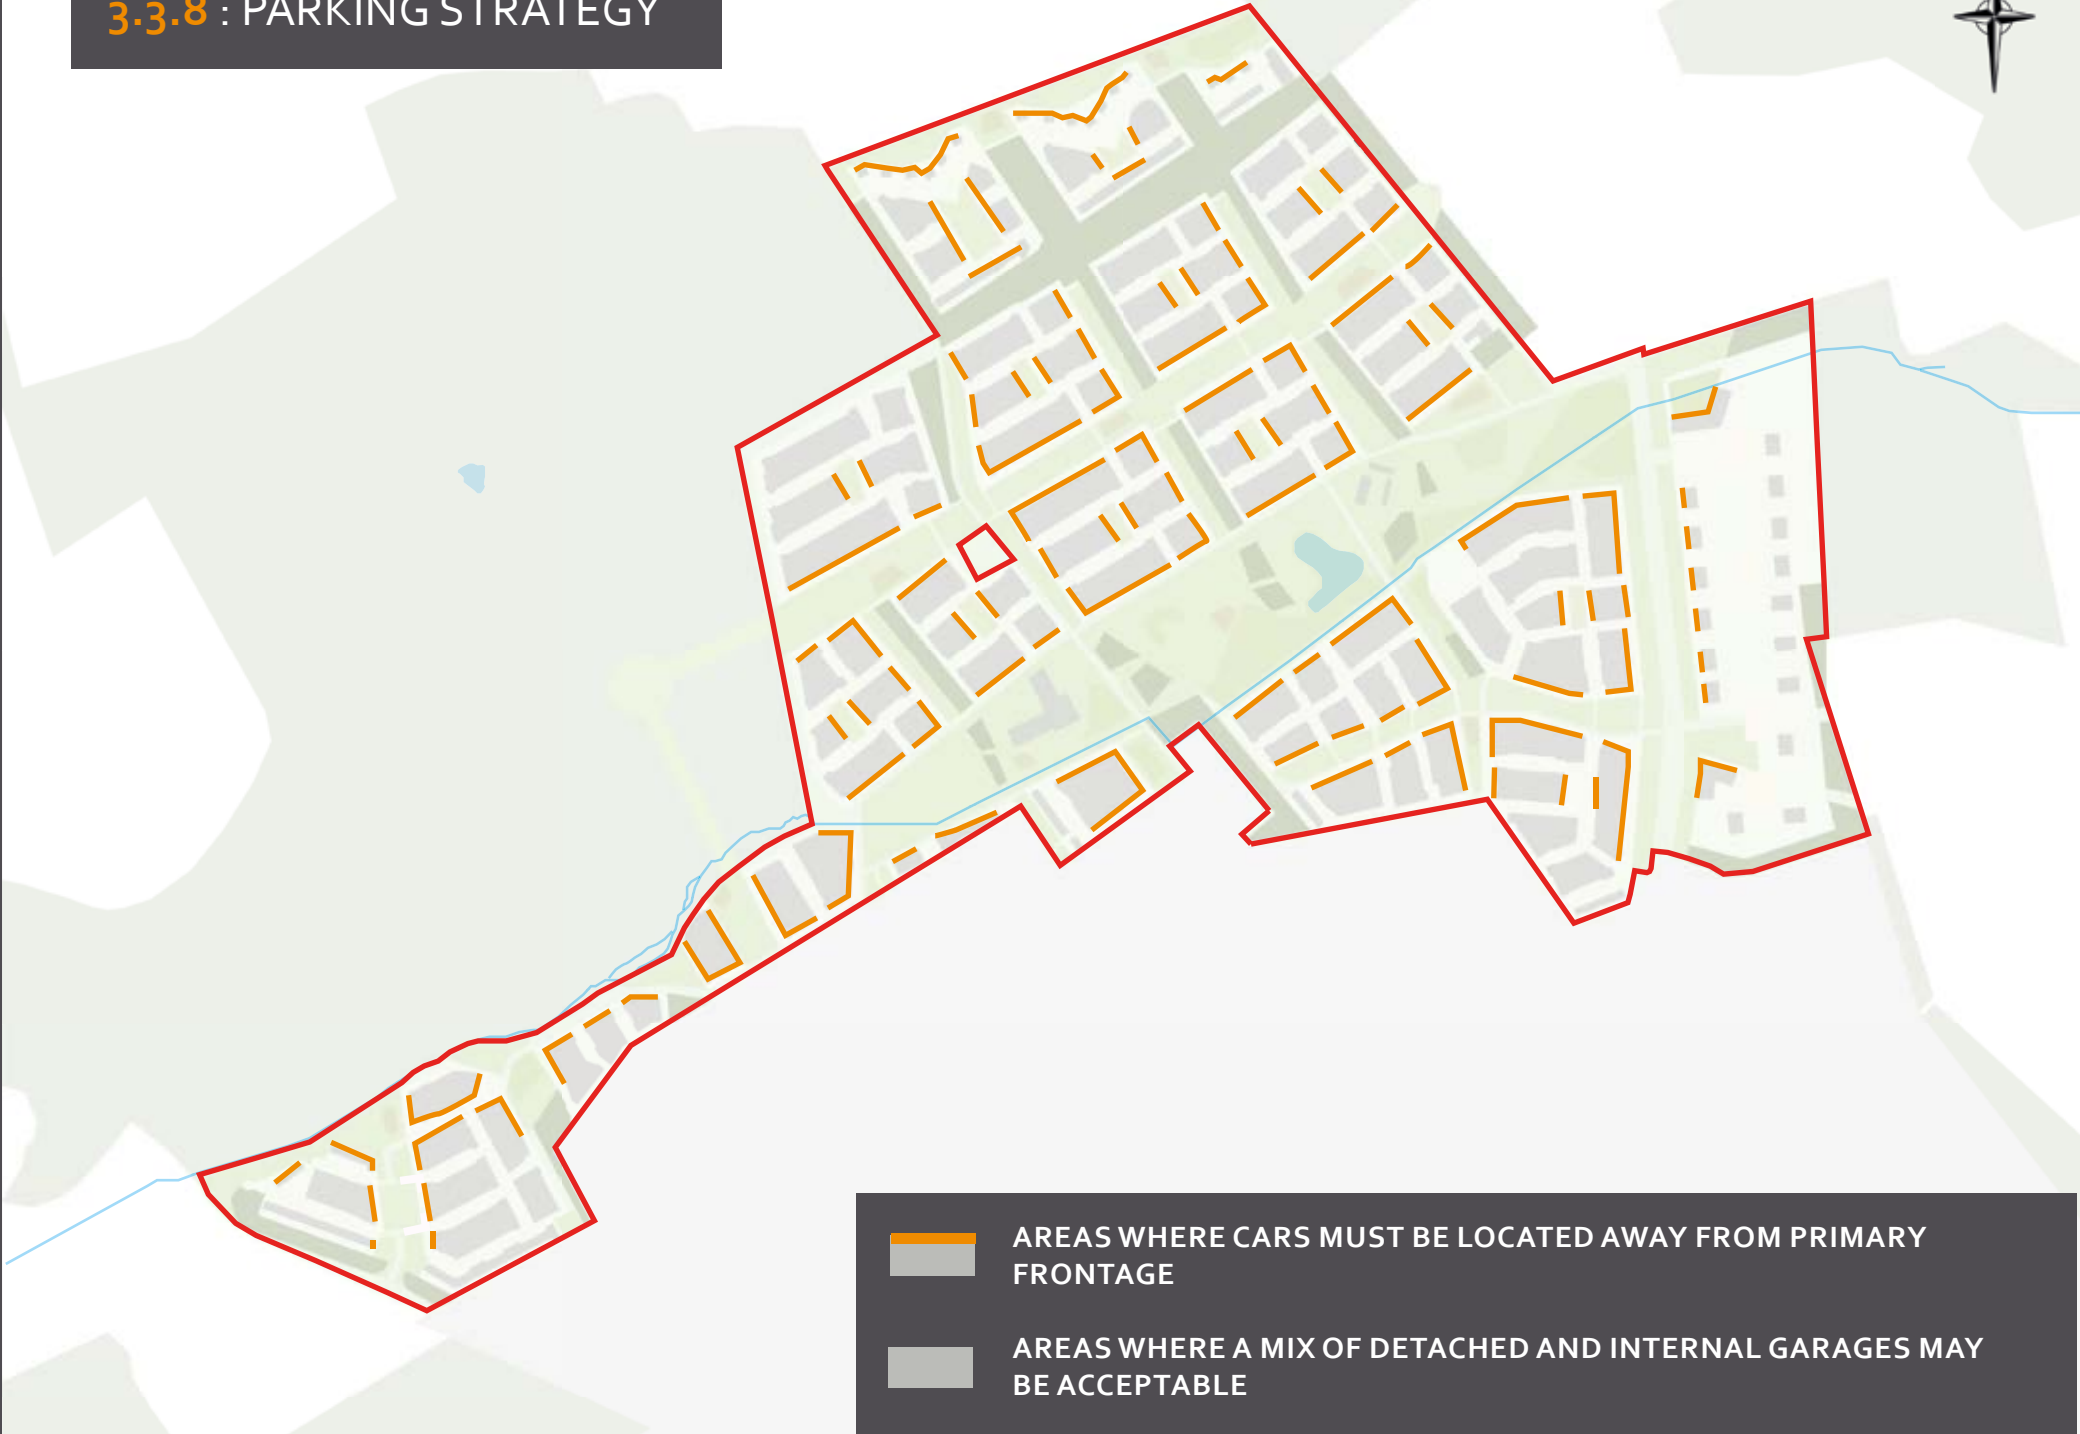 3.3.8 : PARKING STRATEGY
AREAS WHERE CARS MUST BE LOCATED AWAY FROM PRIMARY
FRONTAGE
AREAS WHERE A MIX OF DETACHED AND INTERNAL GARAGES MAY
BE ACCEPTABLE